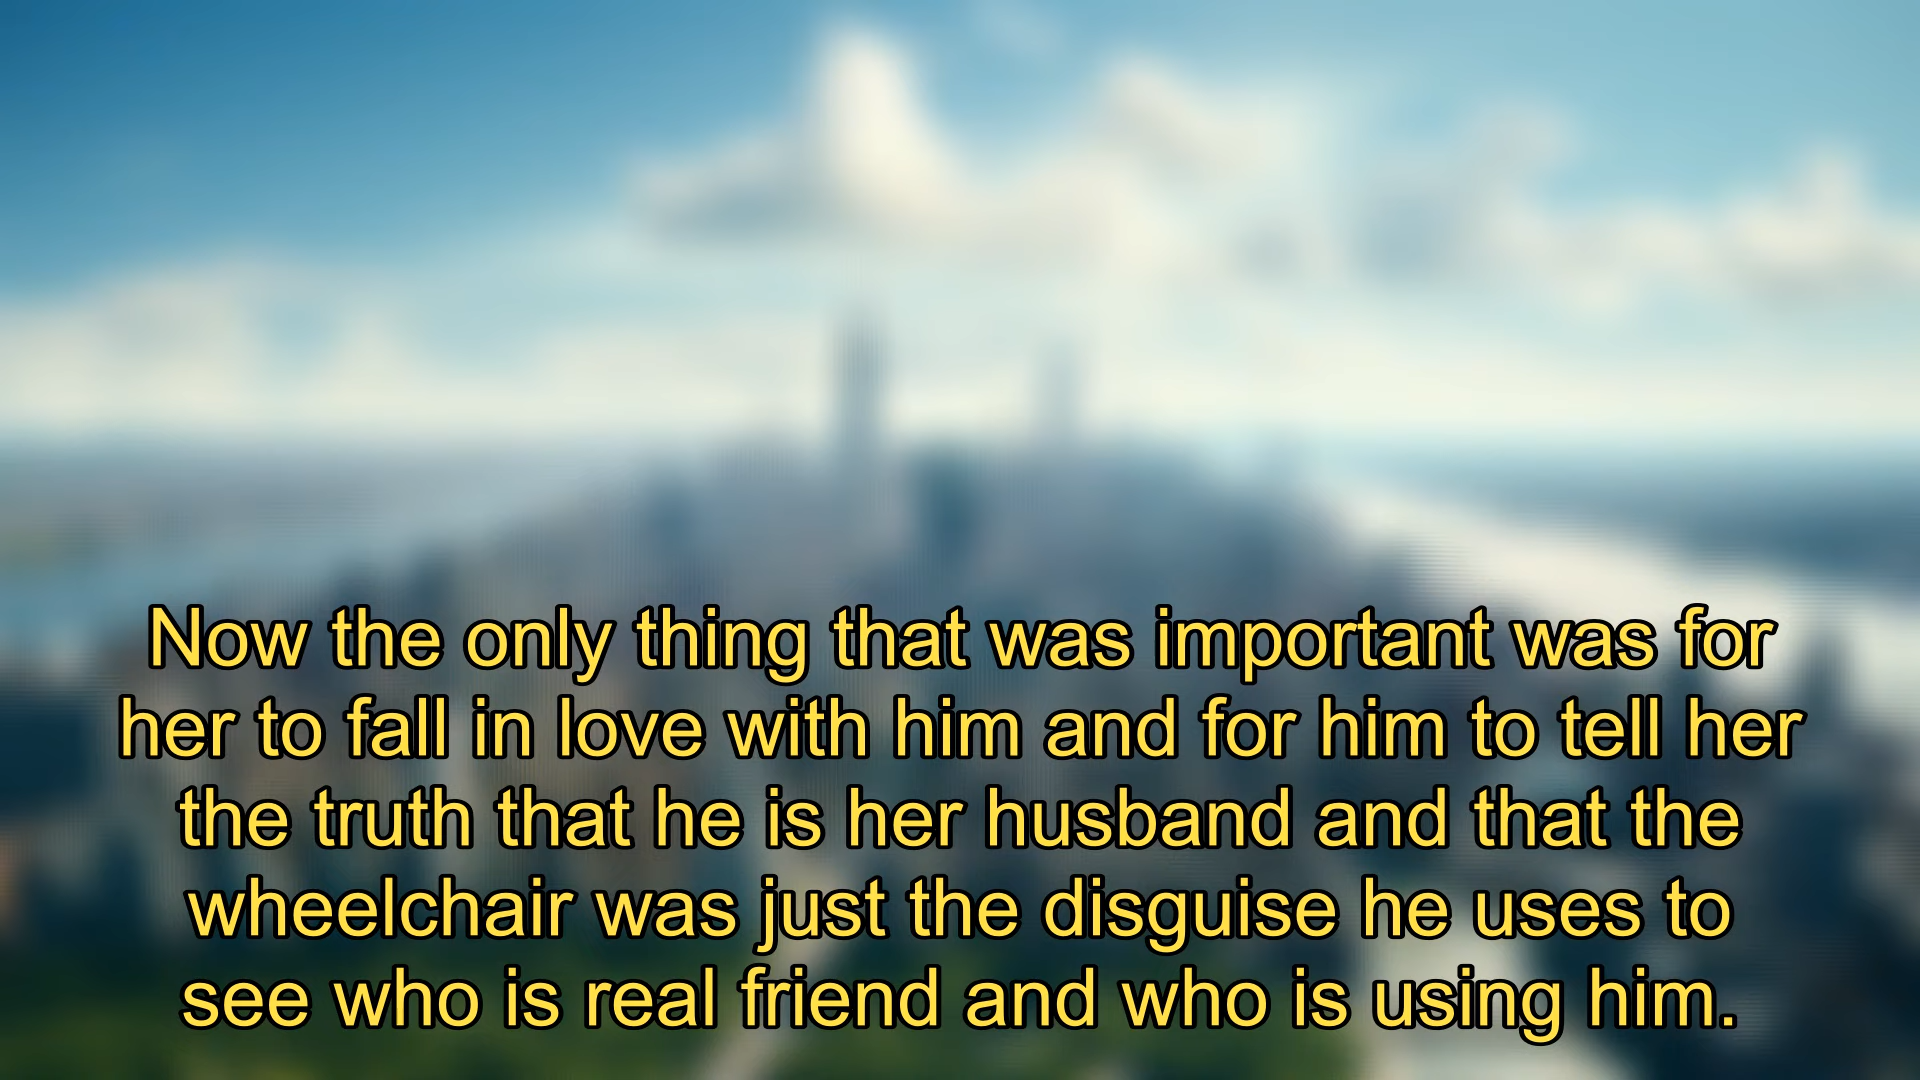 Now the only thing that was important was for
her to fall in love with him and for him to tell her
the truth that he is her husband and that the
wheelchair was just the disguise he uses to
see who is real friend and who is using him.